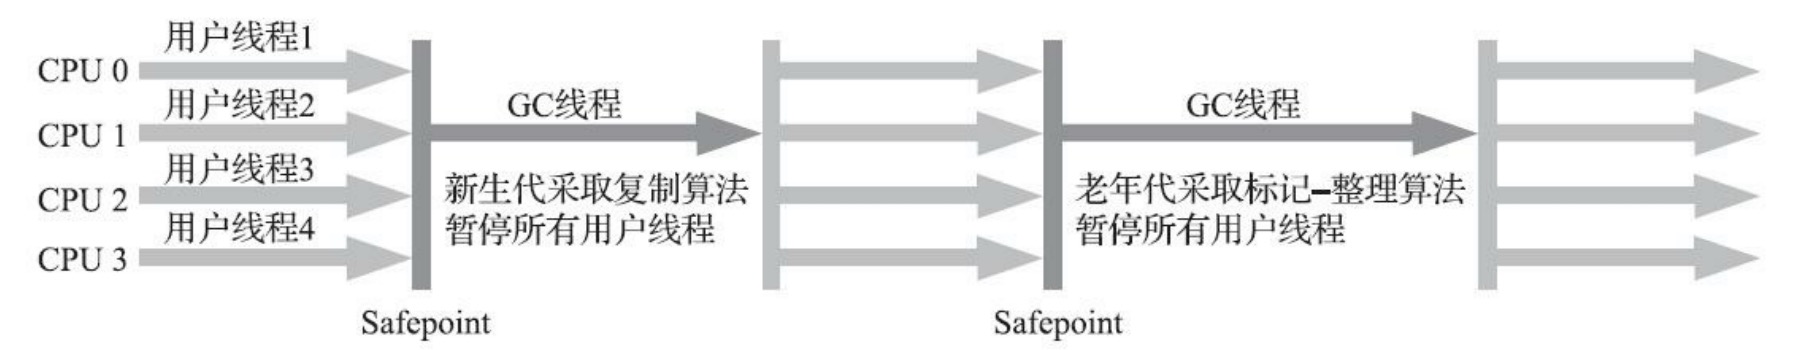 用户线程1
CPU 0
用户线程2
CPU 1
用户线程3
CPU 2
用户线程4
CPU 3
GC线程
新生代采取复制算法
暂停所有用户线程
Safepoint
GC线程
老年代采取标记–整理算法
暂停所有用户线程
Safepoint